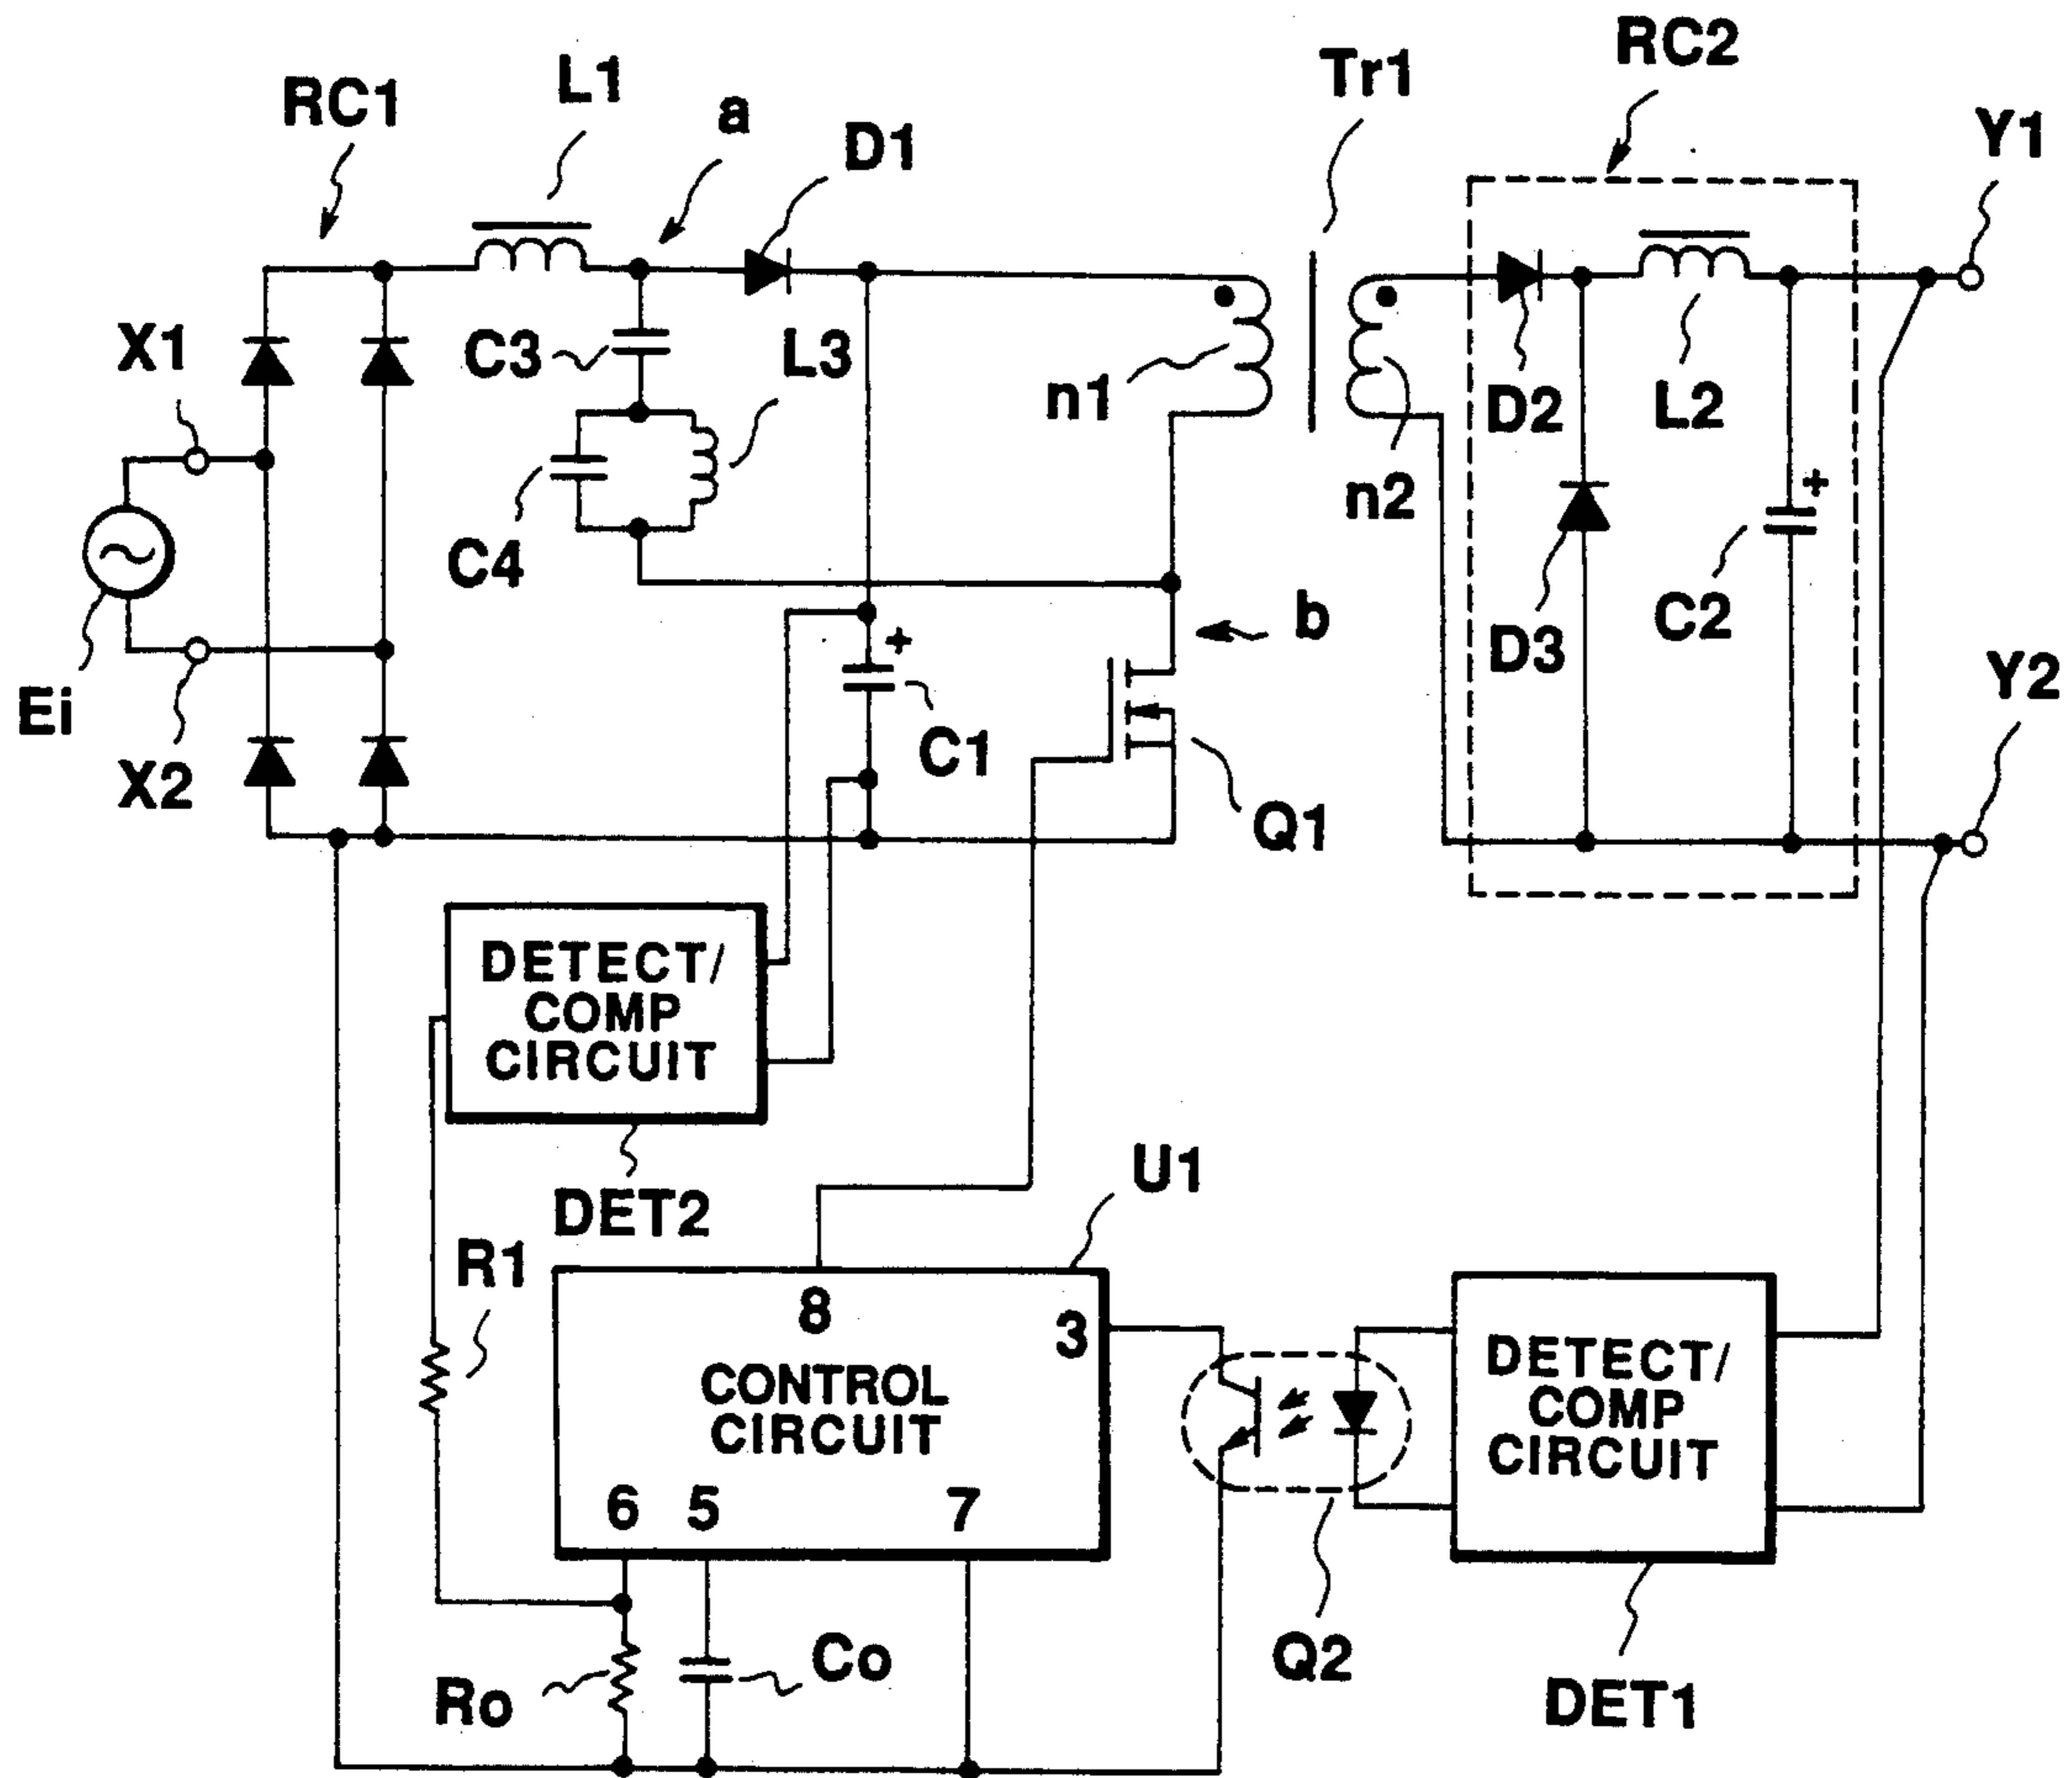 RC2
Tr1
L1
RC1
a
D1
Y1
X1
C3
L3
n1
D2
L2
n2
C4
+
b
C2
+
D3
Y2
Ei
C1
X2
Q1
DETECT/
COMP
CIRCUIT
U1
DET2
R1
8
3
CONTROL
CIRCUIT
DETECT/
COMP
CIRCUIT
6
5
7
Co
Q2
Ro
DET1